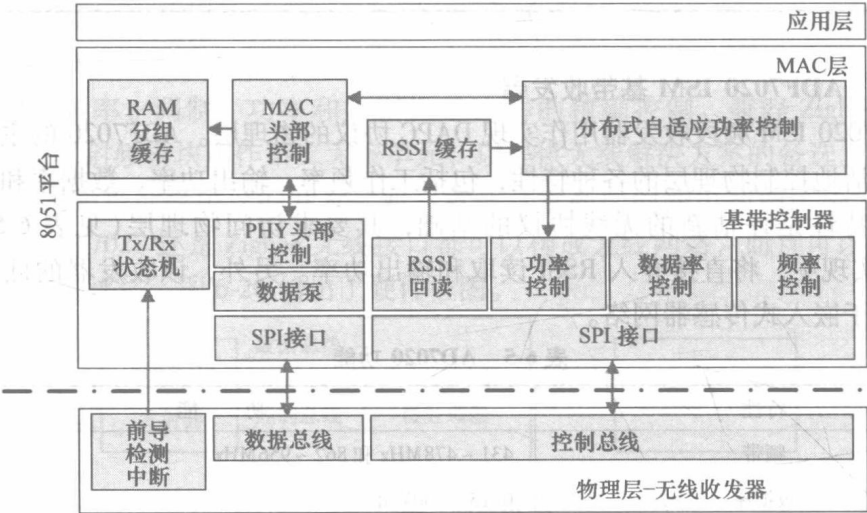 应用层
MAC层
RAM
分组
缓存
MAC
头部
控制
RSSI 缓存
分布式自适应功率控制
8051平台
基带控制器
Tx/Rx
状态机
PHY头部
控制
数据泵
SPI接口
RSSI
回读
功率
控制
数据率
控制
频率
控制
SPI 接口
前导
检测
中断
数据总线
控制总线
物理层-无线收发器